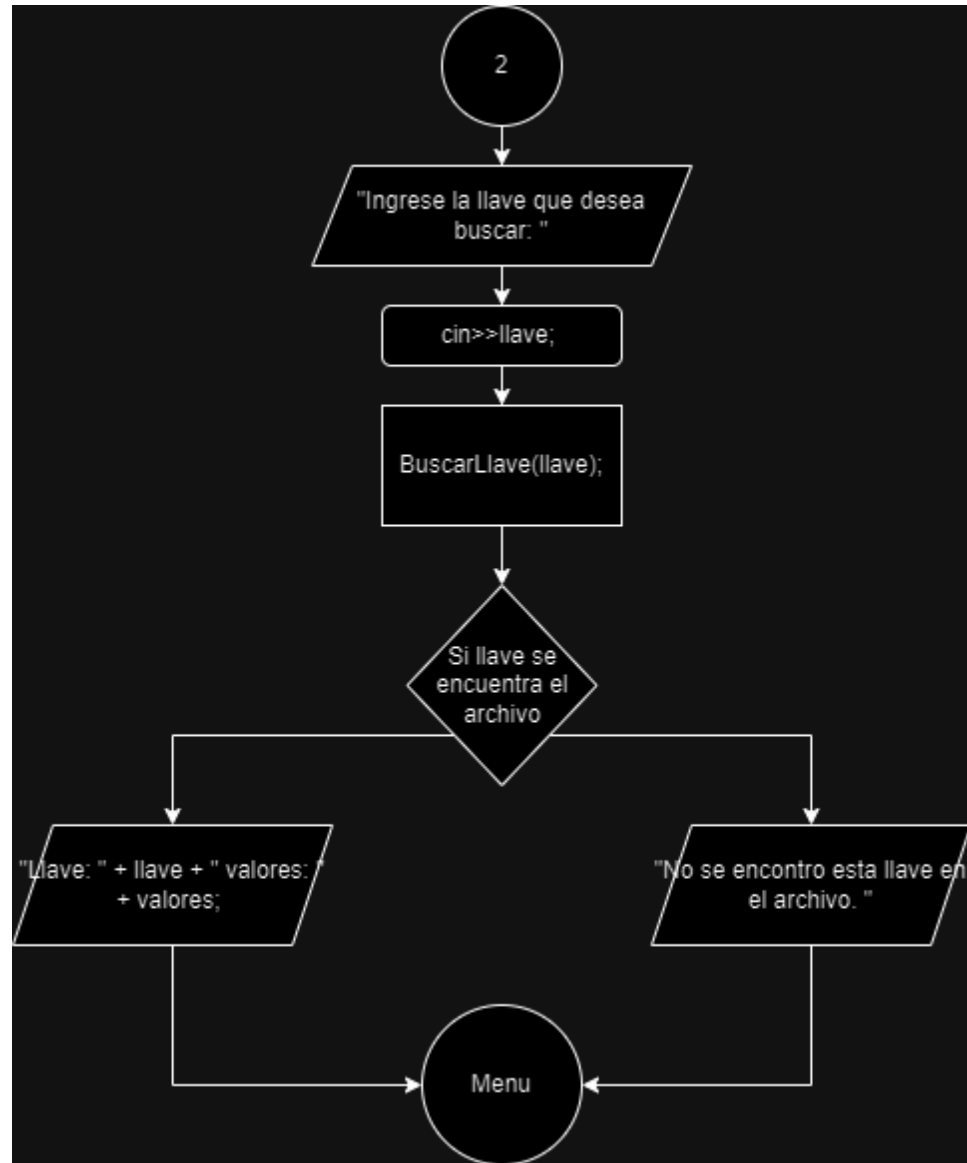 2
"Ingrese la llave que desea
buscar: "
cin>>llave;
BuscarLlave(llave);
Si llave se
encuentra el
archivo
"Llave: " + llave + " valores: "
+ valores;
"No se encontro esta llave en
el archivo. "
Menu